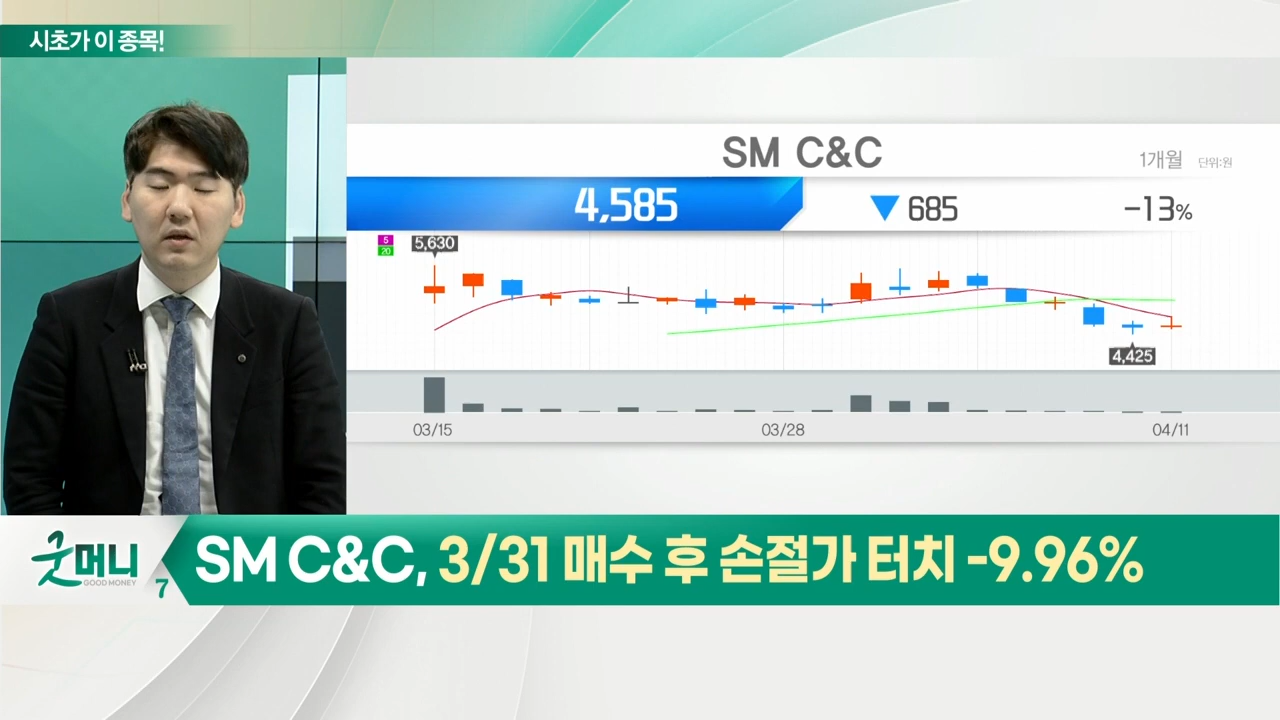 시초가 이 종목!
SM C&C
1개월 단위:원
4,585 ▼ 685 -13%
5
20
5,630
4,425
03/15 03/28 04/11
굿머니
GOOD MONEY
7
SM C&C, 3/31 매수 후 손절가 터치 -9.96%